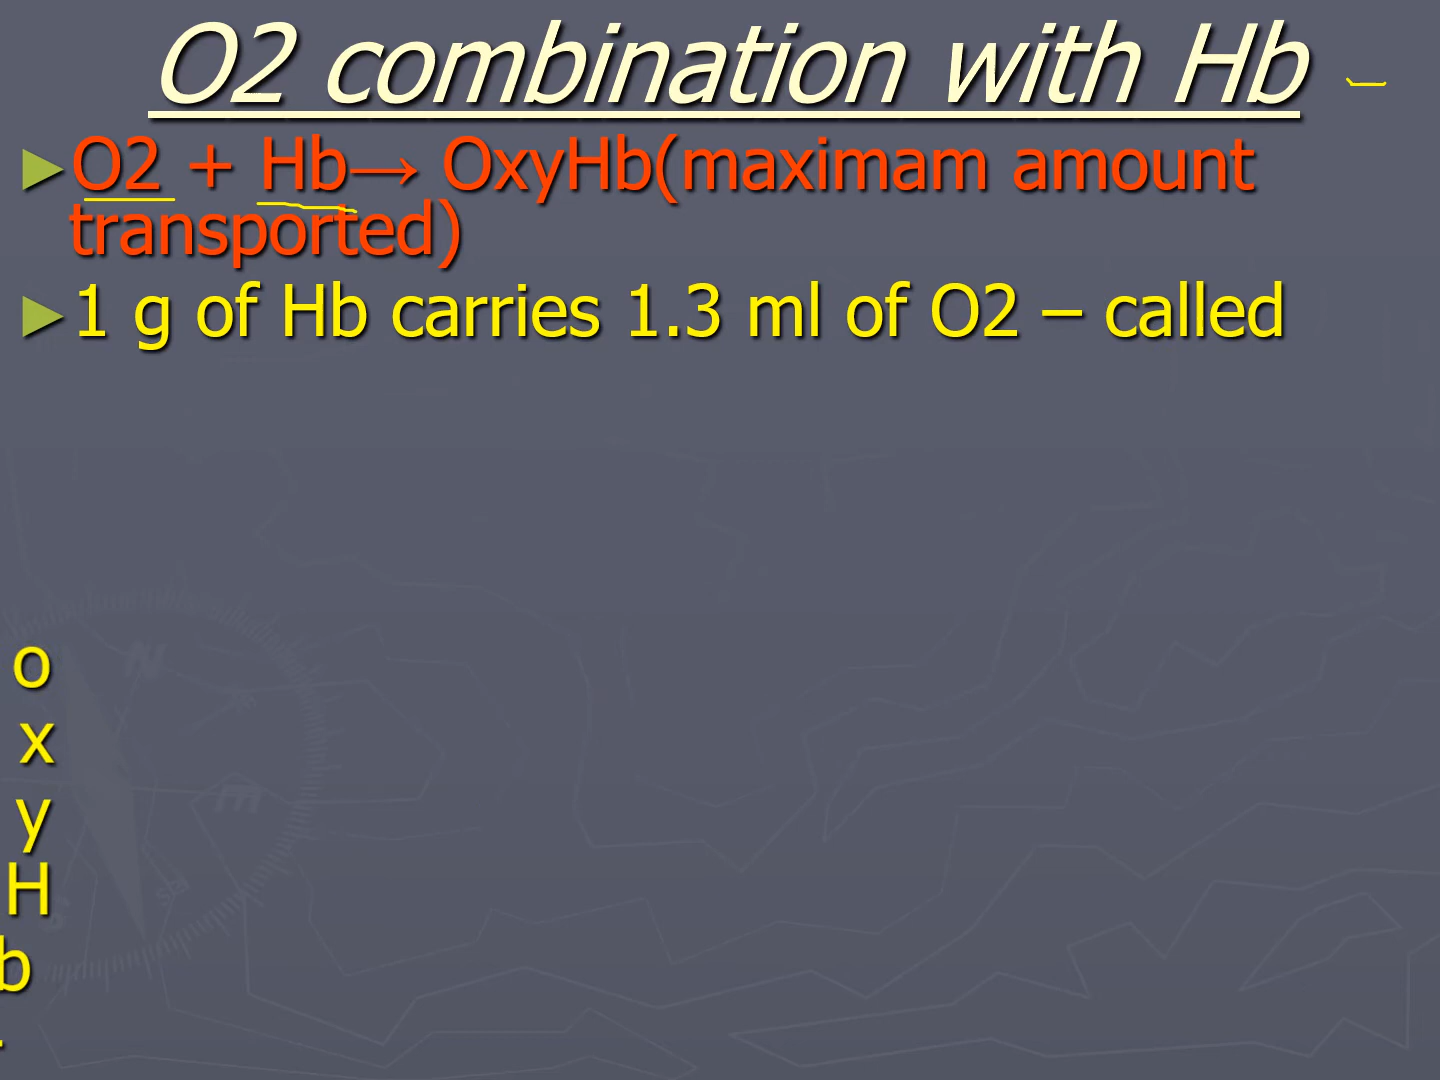 O2 combination with Hb
►O2 + Hb→ OxyHb(maximam amount
transported)
►1 g of Hb carries 1.3 ml of O2 – called
o
x
y
H
b